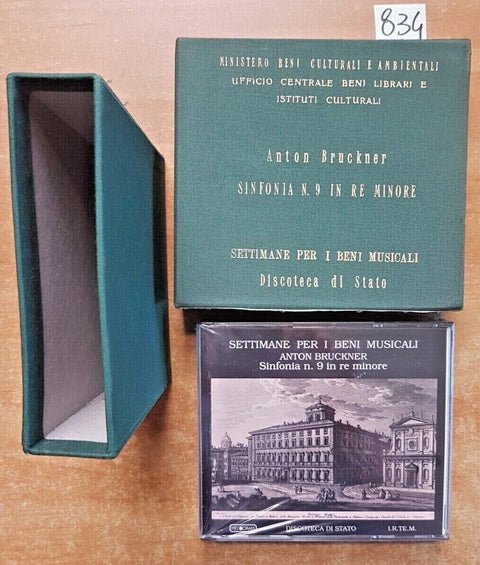 834
MINISTERO BENI CULTURALI E AMBIENTALI
UFFICIO CENTRALE BENI LIBRARI E
ISTITUTI CULTURALI
Anton Bruckner
SINFONIA N. 9 IN RE MINORE
SETTIMANE PER I BENI MUSICALI
Discoteca di Stato
SETTIMANE PER I BENI MUSICALI
ANTON BRUCKNER
Sinfonia n. 9 in re minore
DISCOTECA DI STATO
I.R.TE.M.